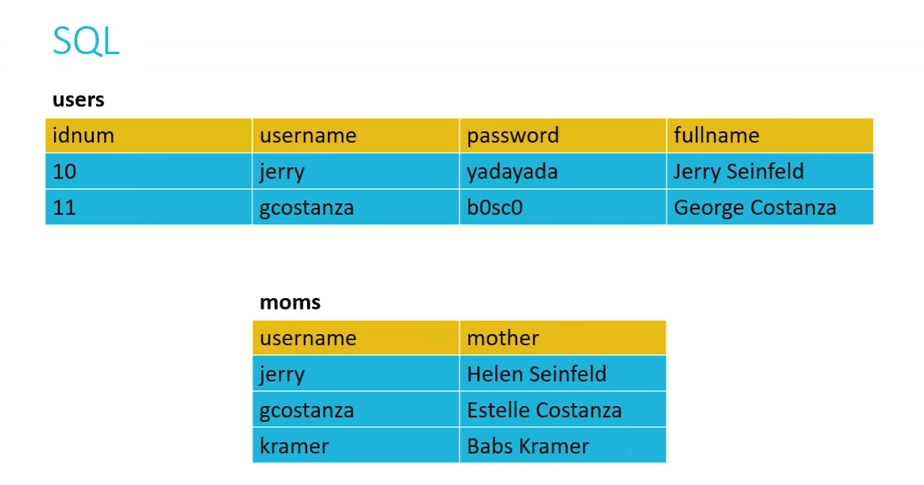 SQL
users
idnum username password fullname
10 jerry yadayada Jerry Seinfeld
11 gcostanza b0sc0 George Costanza
moms
username mother
jerry Helen Seinfeld
gcostanza Estelle Costanza
kramer Babs Kramer